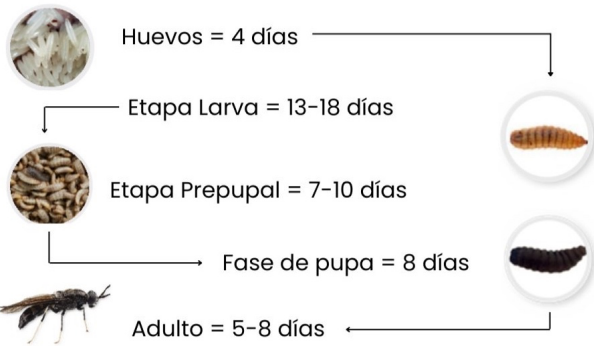 Huevos = 4 días
Etapa Larva = 13-18 días
Etapa Prepupal = 7-10 días
Fase de pupa = 8 días
Adulto = 5-8 días